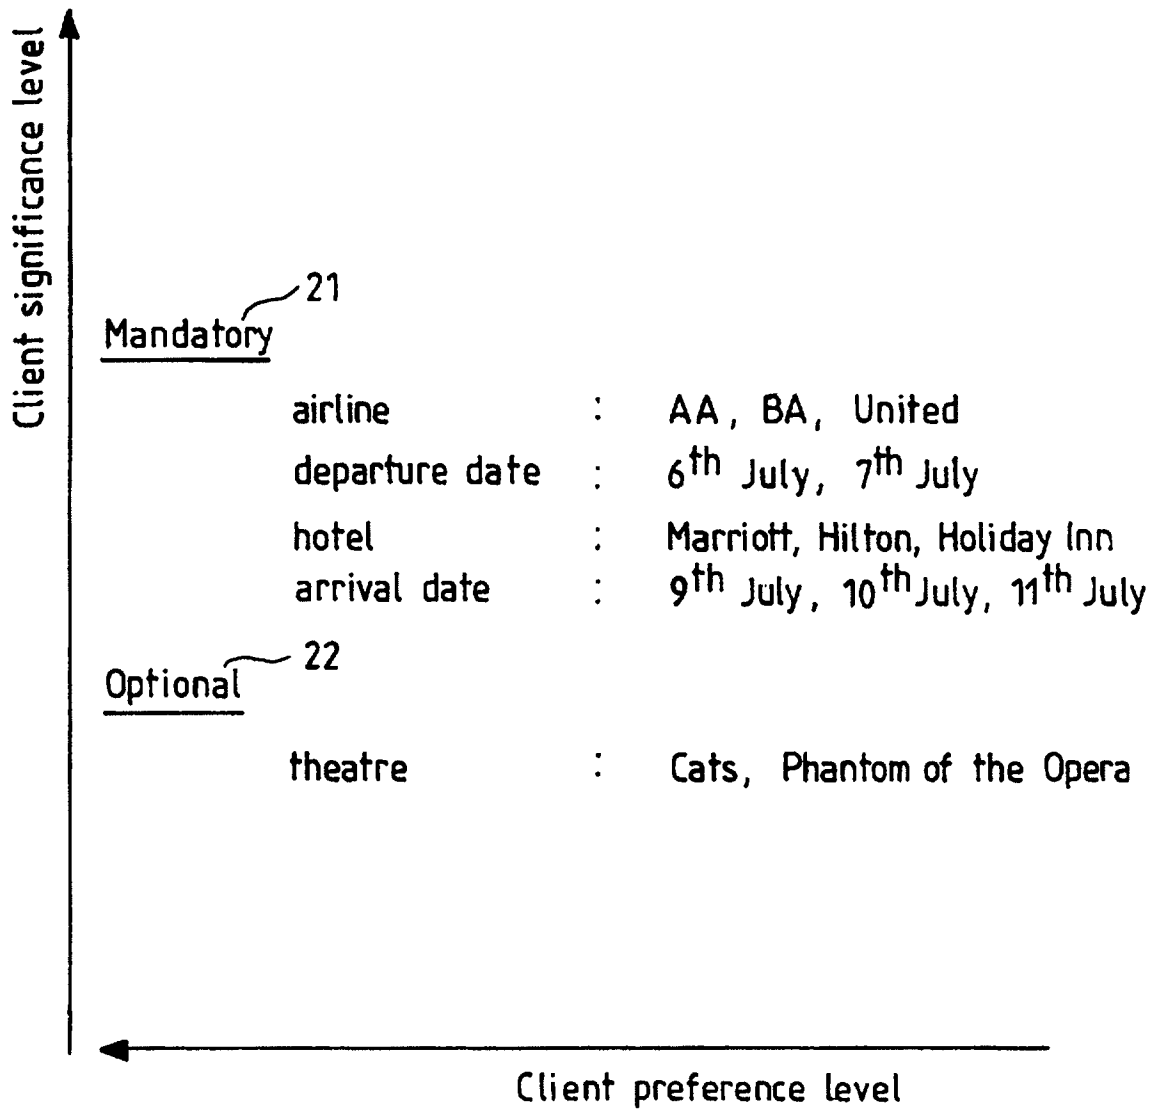 Client significance level
21
Mandatory
airline : AA, BA, United
departure date : 6th July, 7th July
hotel : Marriott, Hilton, Holiday Inn
arrival date : 9th July, 10th July, 11th July
22
Optional
theatre : Cats, Phantom of the Opera
Client preference level